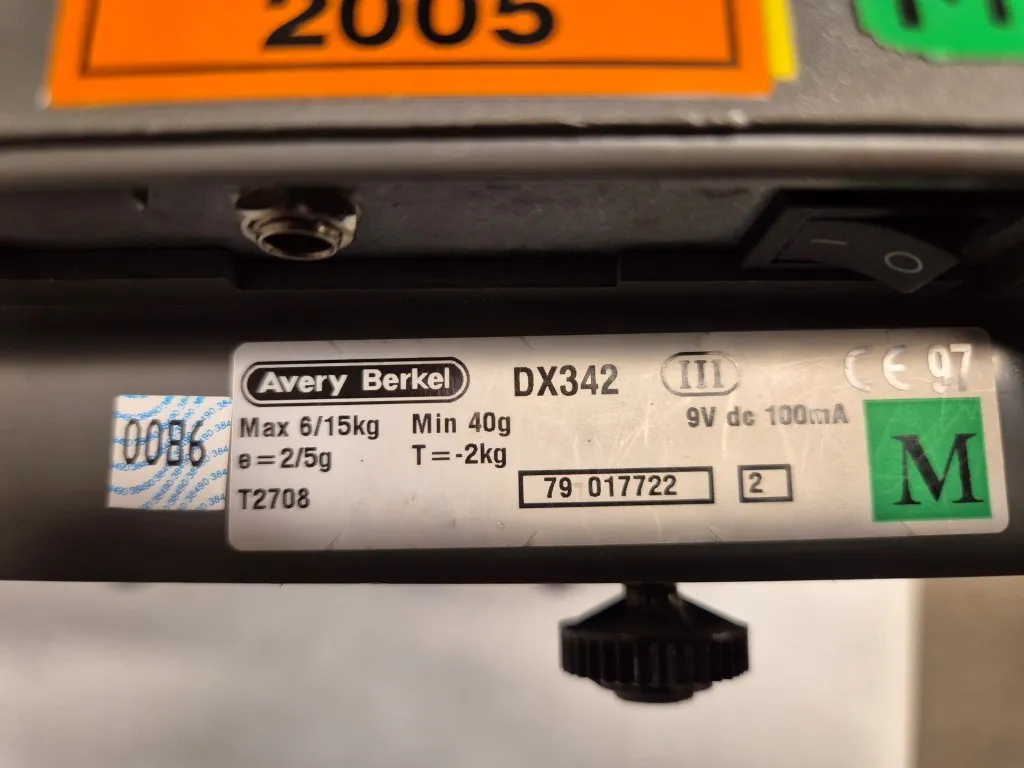 2005
I O
Avery Berkel DX342 III CE 97
Max 6/15kg Min 40g 9V dc 100mA
e=2/5g T=-2kg
T2708 79 017722 2
M
0086